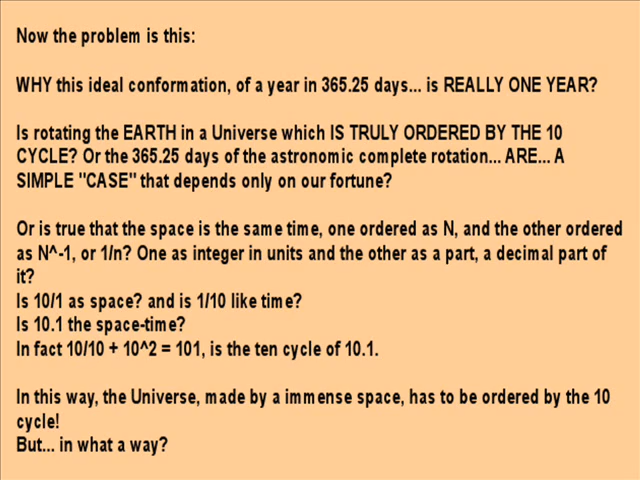 Now the problem is this:
WHY this ideal conformation, of a year in 365.25 days... is REALLY ONE YEAR?
Is rotating the EARTH in a Universe which IS TRULY ORDERED BY THE 10
CYCLE? Or the 365.25 days of the astronomic complete rotation... ARE... A
SIMPLE "CASE" that depends only on our fortune?
Or is true that the space is the same time, one ordered as N, and the other ordered
as N^-1, or 1/n? One as integer in units and the other as a part, a decimal part of
it?
Is 10/1 as space? and is 1/10 like time?
Is 10.1 the space-time?
In fact 10/10 + 10^2 = 101, is the ten cycle of 10.1.
In this way, the Universe, made by a immense space, has to be ordered by the 10
cycle!
But... in what a way?